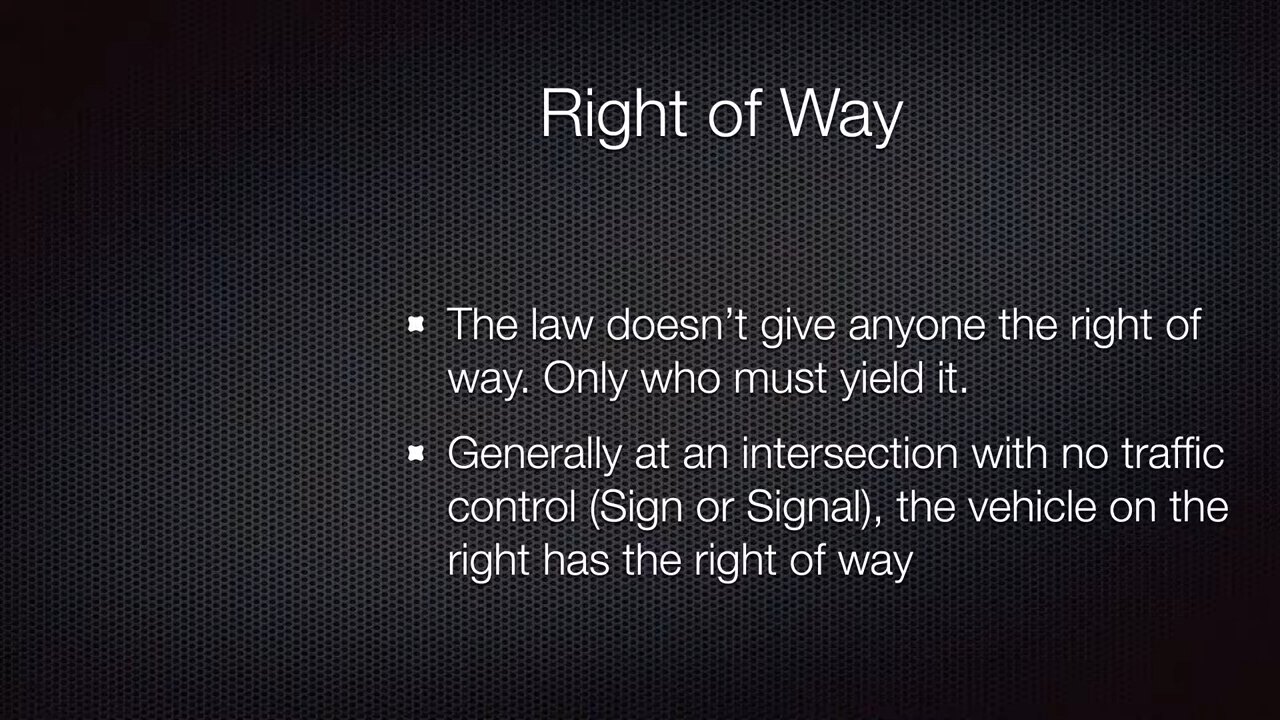 Right of Way
The law doesn’t give anyone the right of
way. Only who must yield it.
Generally at an intersection with no traffic
control (Sign or Signal), the vehicle on the
right has the right of way